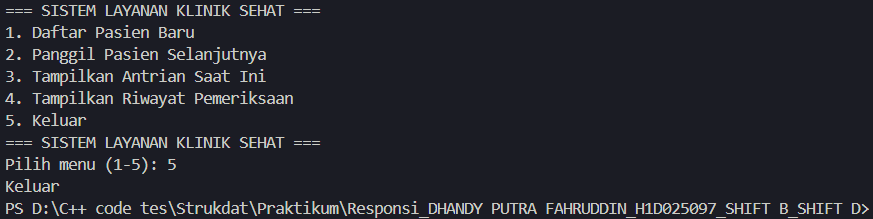 === SISTEM LAYANAN KLINIK SEHAT ===
1. Daftar Pasien Baru
2. Panggil Pasien Selanjutnya
3. Tampilkan Antrian Saat Ini
4. Tampilkan Riwayat Pemeriksaan
5. Keluar
=== SISTEM LAYANAN KLINIK SEHAT ===
Pilih menu (1-5): 5
Keluar
PS D:\C++ code tes\Strukdat\Praktikum\Responsi_DHANDY PUTRA FAHRUDDIN_H1D025097_SHIFT B_SHIFT D>